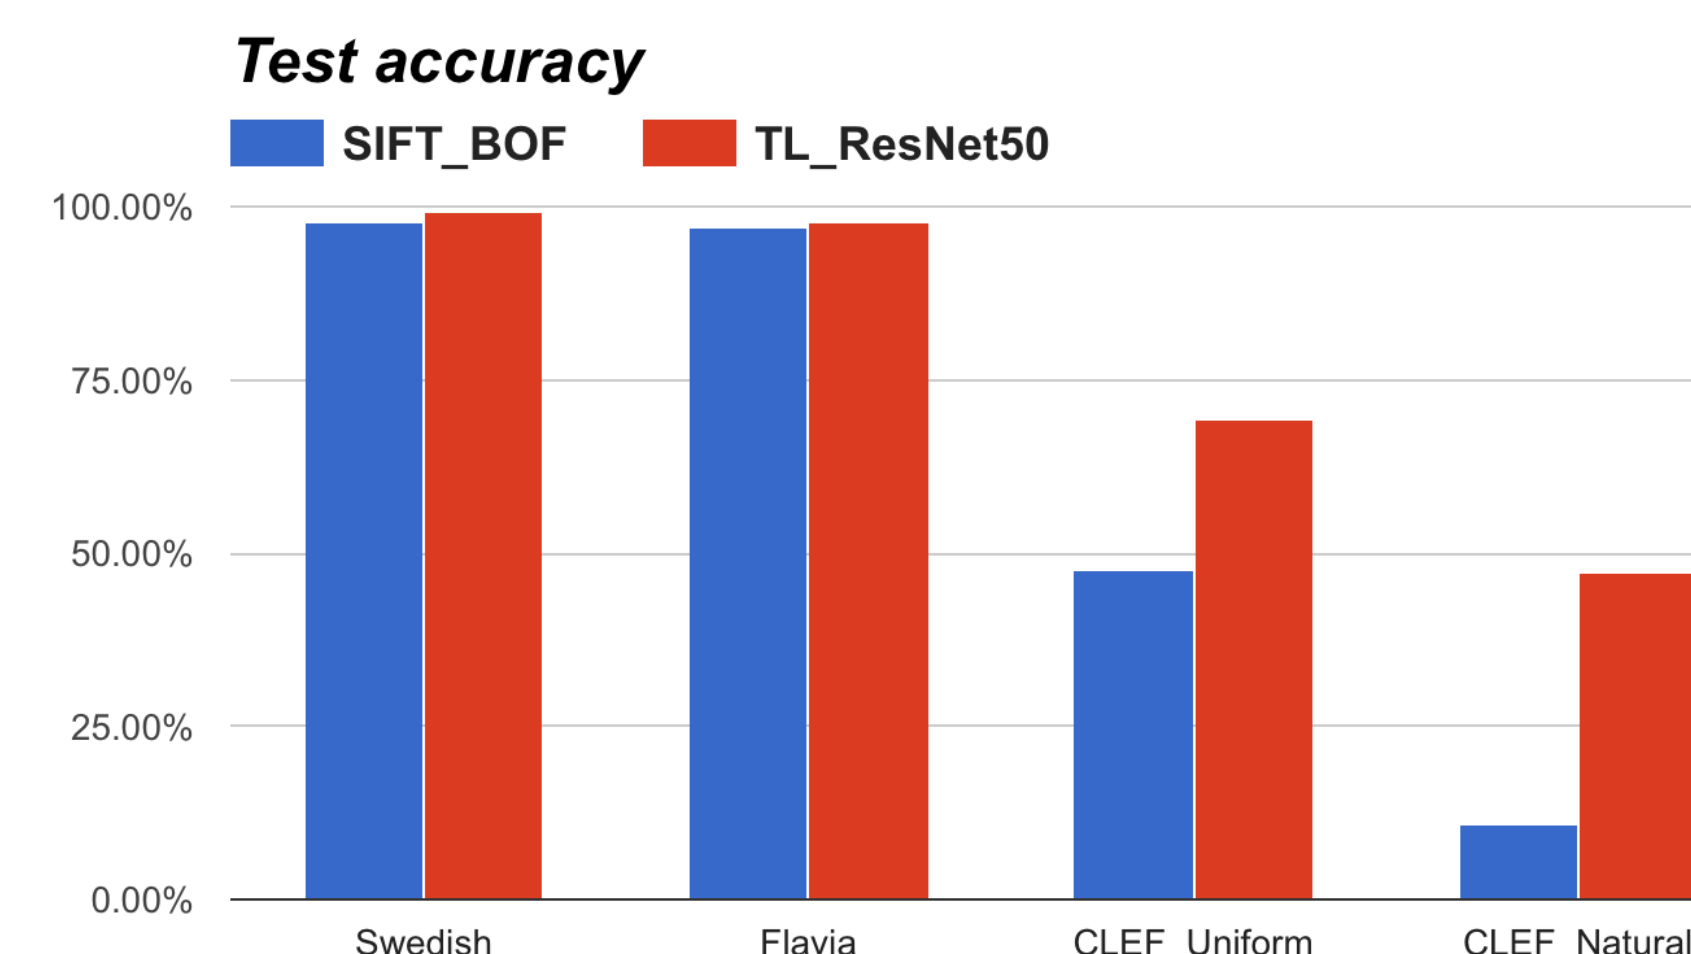 Test accuracy
SIFT_BOF TL_ResNet50
100.00%
75.00%
50.00%
25.00%
0.00%
Swedish Flavia CLEF_Uniform CLEF_Natural